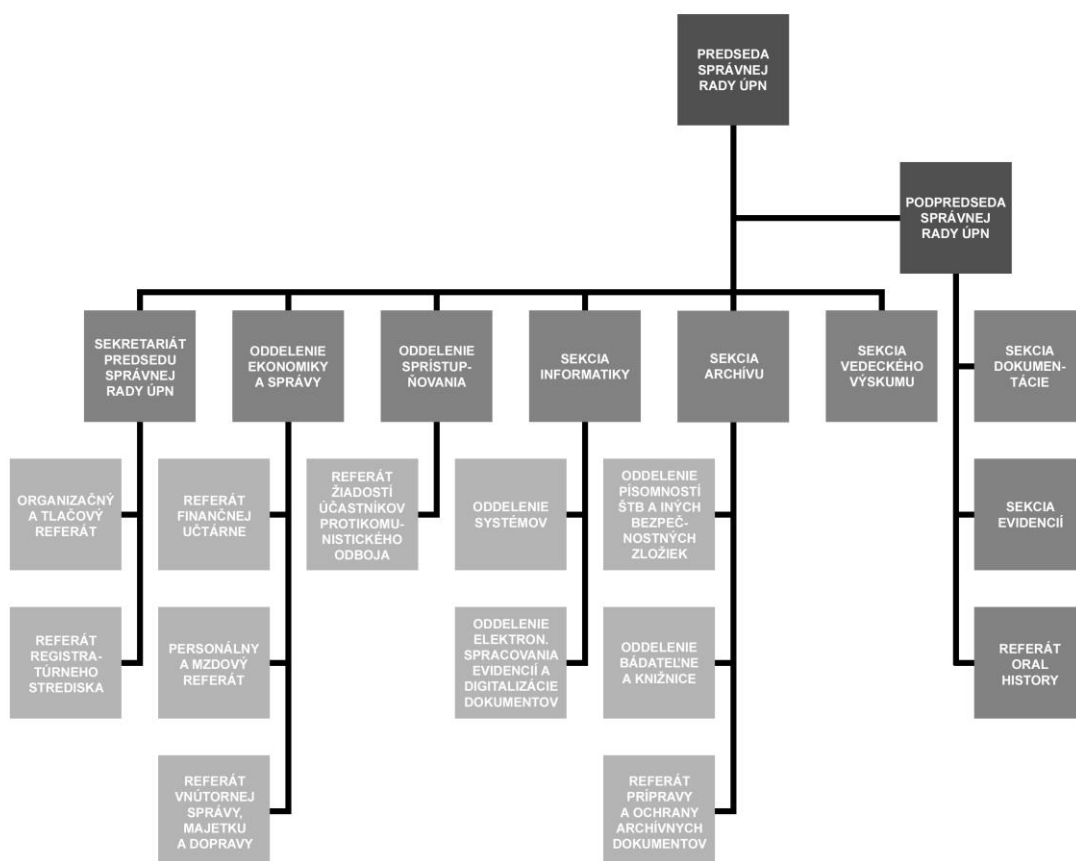 PREDSEDA
SPRÁVNEJ
RADY ÚPN
PODPREDSEDA
SPRÁVNEJ
RADY ÚPN
SEKRETARIÁT
PREDSEDU
SPRÁVNEJ
RADY ÚPN
ODDELENIE
EKONOMIKY
A SPRÁVY
ODDELENIE
SPRÍSTUP-
ŇOVANIA
SEKCIA
INFORMATIKY
SEKCIA
ARCHÍVU
SEKCIA
VEDECKÉHO
VÝSKUMU
SEKCIA
DOKUMEN-
TÁCIE
ORGANIZAČNÝ
A TLAČOVÝ
REFERÁT
REFERÁT
FINANČNEJ
UČTÁRNE
REFERÁT
ŽIADOSTÍ
ÚČASTNÍKOV
PROTIKOMU-
NISTICKÉHO
ODBOJA
ODDELENIE
SYSTÉMOV
ODDELENIE
PÍSOMNOSTÍ
ŠTB A INÝCH
BEZPEČ-
NOSTNÝCH
ZLOŽIEK
SEKCIA
EVIDENCIÍ
REFERÁT
REGISTRA-
TÚRNEHO
STREDISKA
PERSONÁLNY
A MZDOVÝ
REFERÁT
ODDELENIE
ELEKTRON.
SPRACOVANIA
EVIDENCIÍ A
DIGITALIZÁCIE
DOKUMENTOV
ODDELENIE
BÁDATEĽNE
A KNIŽNICE
REFERÁT
ORAL
HISTORY
REFERÁT
VNÚTORNEJ
SPRÁVY,
MAJETKU
A DOPRAVY
REFERÁT
PRÍPRAVY
A OCHRANY
ARCHÍVNYCH
DOKUMENTOV